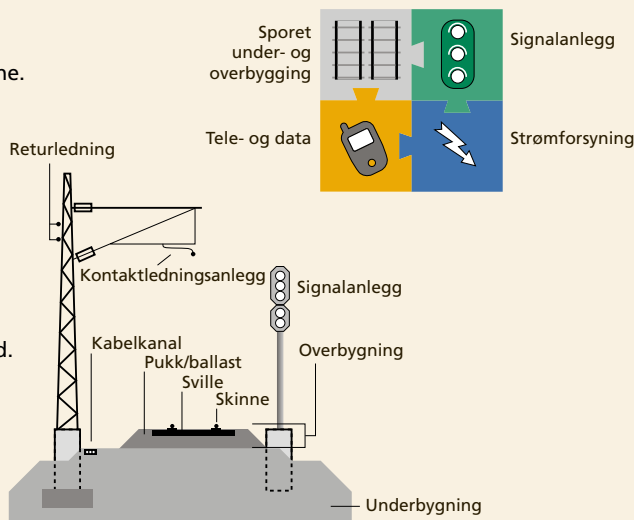 Sporet
under- og
overbygging
Signalanlegg
ne.
Tele- og data
Strømforsyning
Returledning
Kontaktledningsanlegg
Signalanlegg
d.
Kabelkanal
Overbygning
Pukk/ballast
Sville
Skinne
Underbygning